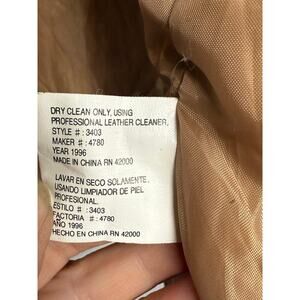 DRY CLEAN ONLY, USING
PROFESSIONAL LEATHER CLEANER,
STYLE # : 3403
MAKER # : 4780
YEAR 1996
MADE IN CHINA RN 42000
LAVAR EN SECO SOLAMENTE.
USANDO LIMPIADOR DE PIEL
PROFESIONAL.
ESTILO # : 3403
FACTORIA # : 4780
AÑO 1996
HECHO EN CHINA RN 42000